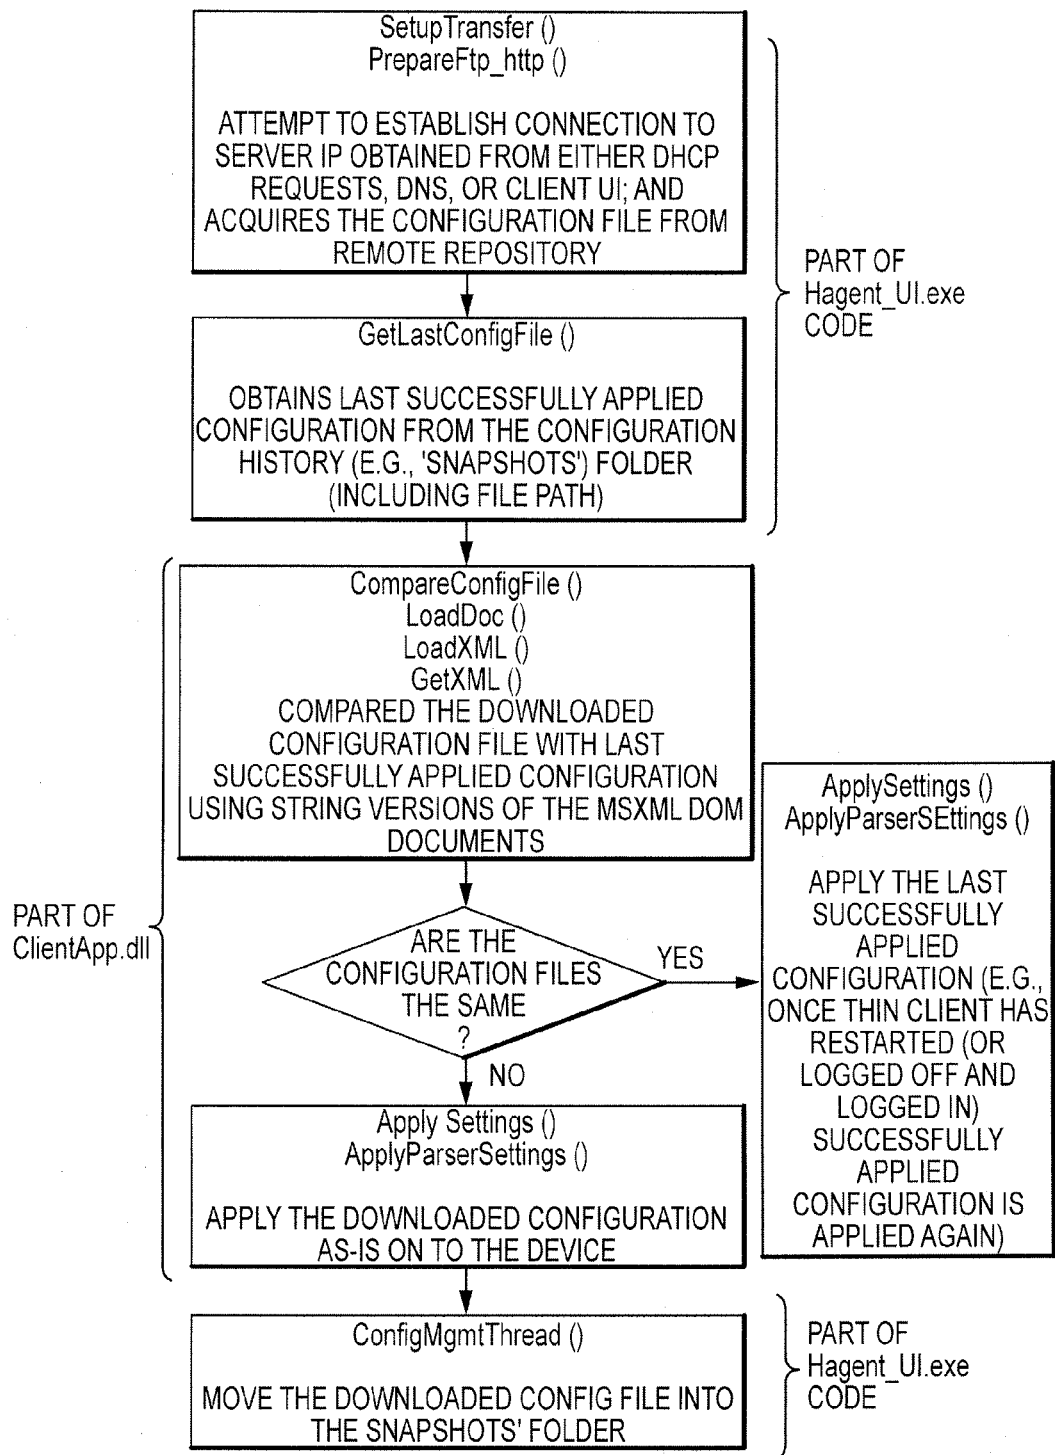 SetupTransfer ()
PrepareFtp_http ()
ATTEMPT TO ESTABLISH CONNECTION TO
SERVER IP OBTAINED FROM EITHER DHCP
REQUESTS, DNS, OR CLIENT UI; AND
ACQUIRES THE CONFIGURATION FILE FROM
REMOTE REPOSITORY
PART OF
Hagent_UI.exe
CODE
GetLastConfigFile ()
OBTAINS LAST SUCCESSFULLY APPLIED
CONFIGURATION FROM THE CONFIGURATION
HISTORY (E.G., 'SNAPSHOTS') FOLDER
(INCLUDING FILE PATH)
CompareConfigFile ()
LoadDoc ()
LoadXML ()
GetXML ()
COMPARED THE DOWNLOADED
CONFIGURATION FILE WITH LAST
SUCCESSFULLY APPLIED CONFIGURATION
USING STRING VERSIONS OF THE MSXML DOM
DOCUMENTS
PART OF
ClientApp.dll
ARE THE
CONFIGURATION FILES
THE SAME
?
YES
NO
ApplySettings ()
ApplyParserSEttings ()
APPLY THE LAST
SUCCESSFULLY
APPLIED
CONFIGURATION (E.G.,
ONCE THIN CLIENT HAS
RESTARTED (OR
LOGGED OFF AND
LOGGED IN)
SUCCESSFULLY
APPLIED
CONFIGURATION IS
APPLIED AGAIN)
Apply Settings ()
ApplyParserSettings ()
APPLY THE DOWNLOADED CONFIGURATION
AS-IS ON TO THE DEVICE
ConfigMgmtThread ()
MOVE THE DOWNLOADED CONFIG FILE INTO
THE SNAPSHOTS' FOLDER
PART OF
Hagent_UI.exe
CODE